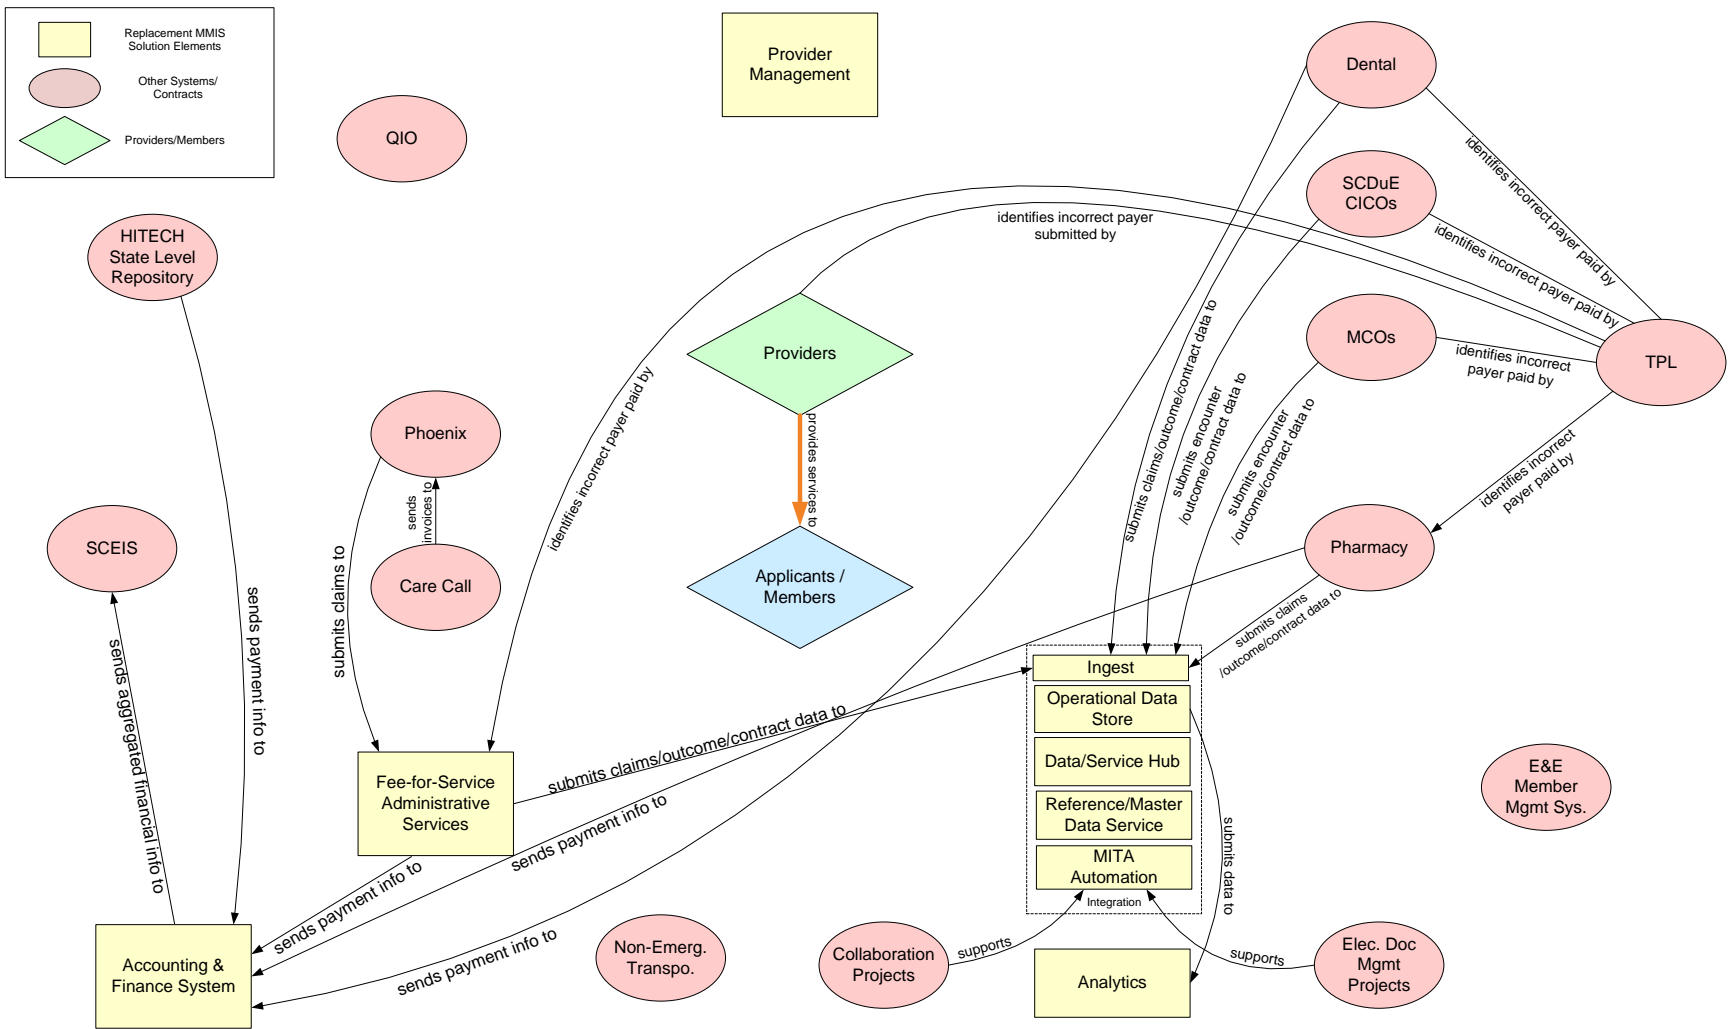 Replacement MMIS
Solution Elements
Other Systems/
Contracts
Providers/Members
Provider
Management
Dental
QIO
SCDuE
CICOs
identifies incorrect payer paid by
identifies incorrect payer
submitted by
identifies incorrect payer paid by
HITECH
State Level
Repository
MCOs
identifies incorrect
payer paid by
TPL
Providers
submits claims/outcome/contract data to
submits encounter
/outcome/contract data to
submits encounter
/outcome/contract data to
identifies incorrect payer paid by
provides services to
Phoenix
sends
invoices to
identifies incorrect
payer paid by
SCEIS
Care Call
Applicants /
Members
Pharmacy
submits claims to
sends payment info to
sends aggregated financial info to
submits claims
/outcome/contract data to
Ingest
Operational Data
Store
Data/Service Hub
Reference/Master
Data Service
MITA
Automation
Integration
submits claims/outcome/contract data to
Fee-for-Service
Administrative
Services
sends payment info to
sends payment info to
sends payment info to
submits data to
E&E
Member
Mgmt Sys.
Accounting &
Finance System
Non-Emerg.
Transpo.
Collaboration
Projects
supports
supports
Elec. Doc
Mgmt
Projects
Analytics